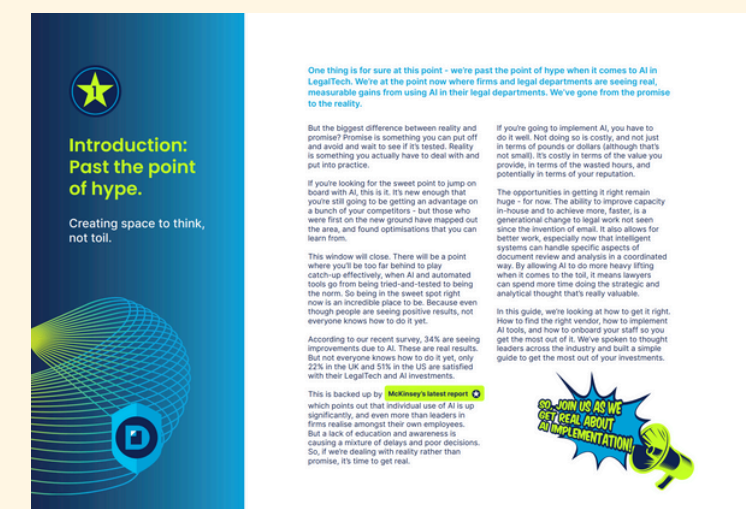 1
Introduction:
Past the point
of hype.
Creating space to think,
not toil.
D
One thing is for sure at this point - we're past the point of hype when it comes to AI in
LegalTech. We're at the point now where firms and legal departments are seeing real,
measurable gains from using AI in their legal departments. We've gone from the promise
to the reality.
But the biggest difference between reality and
promise? Promise is something you can put off
and avoid and wait to see if it's tested. Reality
is something you actually have to deal with and
put into practice.
If you're looking for the sweet point to jump on
board with AI, this is it. It's new enough that
you're still going to be getting an advantage on
a bunch of your competitors - but those who
were first on the new ground have mapped out
the area, and found optimisations that you can
learn from.
This window will close. There will be a point
where you'll be too far behind to play
catch-up effectively, when AI and automated
tools go from being tried-and-tested to being
the norm. So being in the sweet spot right
now is an incredible place to be. Because even
though people are seeing positive results, not
everyone knows how to do it yet.
According to our recent survey, 34% are seeing
improvements due to AI. These are real results.
But not everyone knows how to do it yet, only
22% in the UK and 51% in the US are satisfied
with their LegalTech and AI investments.
This is backed up by McKinsey's latest report
which points out that individual use of AI is up
significantly, and even more than leaders in
firms realise amongst their own employees.
But a lack of education and awareness is
causing a mixture of delays and poor decisions.
So, if we're dealing with reality rather than
promise, it's time to get real.
If you're going to implement AI, you have to
do it well. Not doing so is costly, and not just
in terms of pounds or dollars (although that's
not small). It's costly in terms of the value you
provide, in terms of the wasted hours, and
potentially in terms of your reputation.
The opportunities in getting it right remain
huge - for now. The ability to improve capacity
in-house and to achieve more, faster, is a
generational change to legal work not seen
since the invention of email. It also allows for
better work, especially now that intelligent
systems can handle specific aspects of
document review and analysis in a coordinated
way. By allowing AI to do more heavy lifting
when it comes to the toil, it means lawyers
can spend more time doing the strategic and
analytical thought that's really valuable.
In this guide, we're looking at how to get it right.
How to find the right vendor, how to implement
AI tools, and how to onboard your staff so you
get the most out of it. We've spoken to thought
leaders across the industry and built a simple
guide to get the most out of your investments.
SO, JOIN US AS WE
GET REAL ABOUT
AI IMPLEMENTATION!